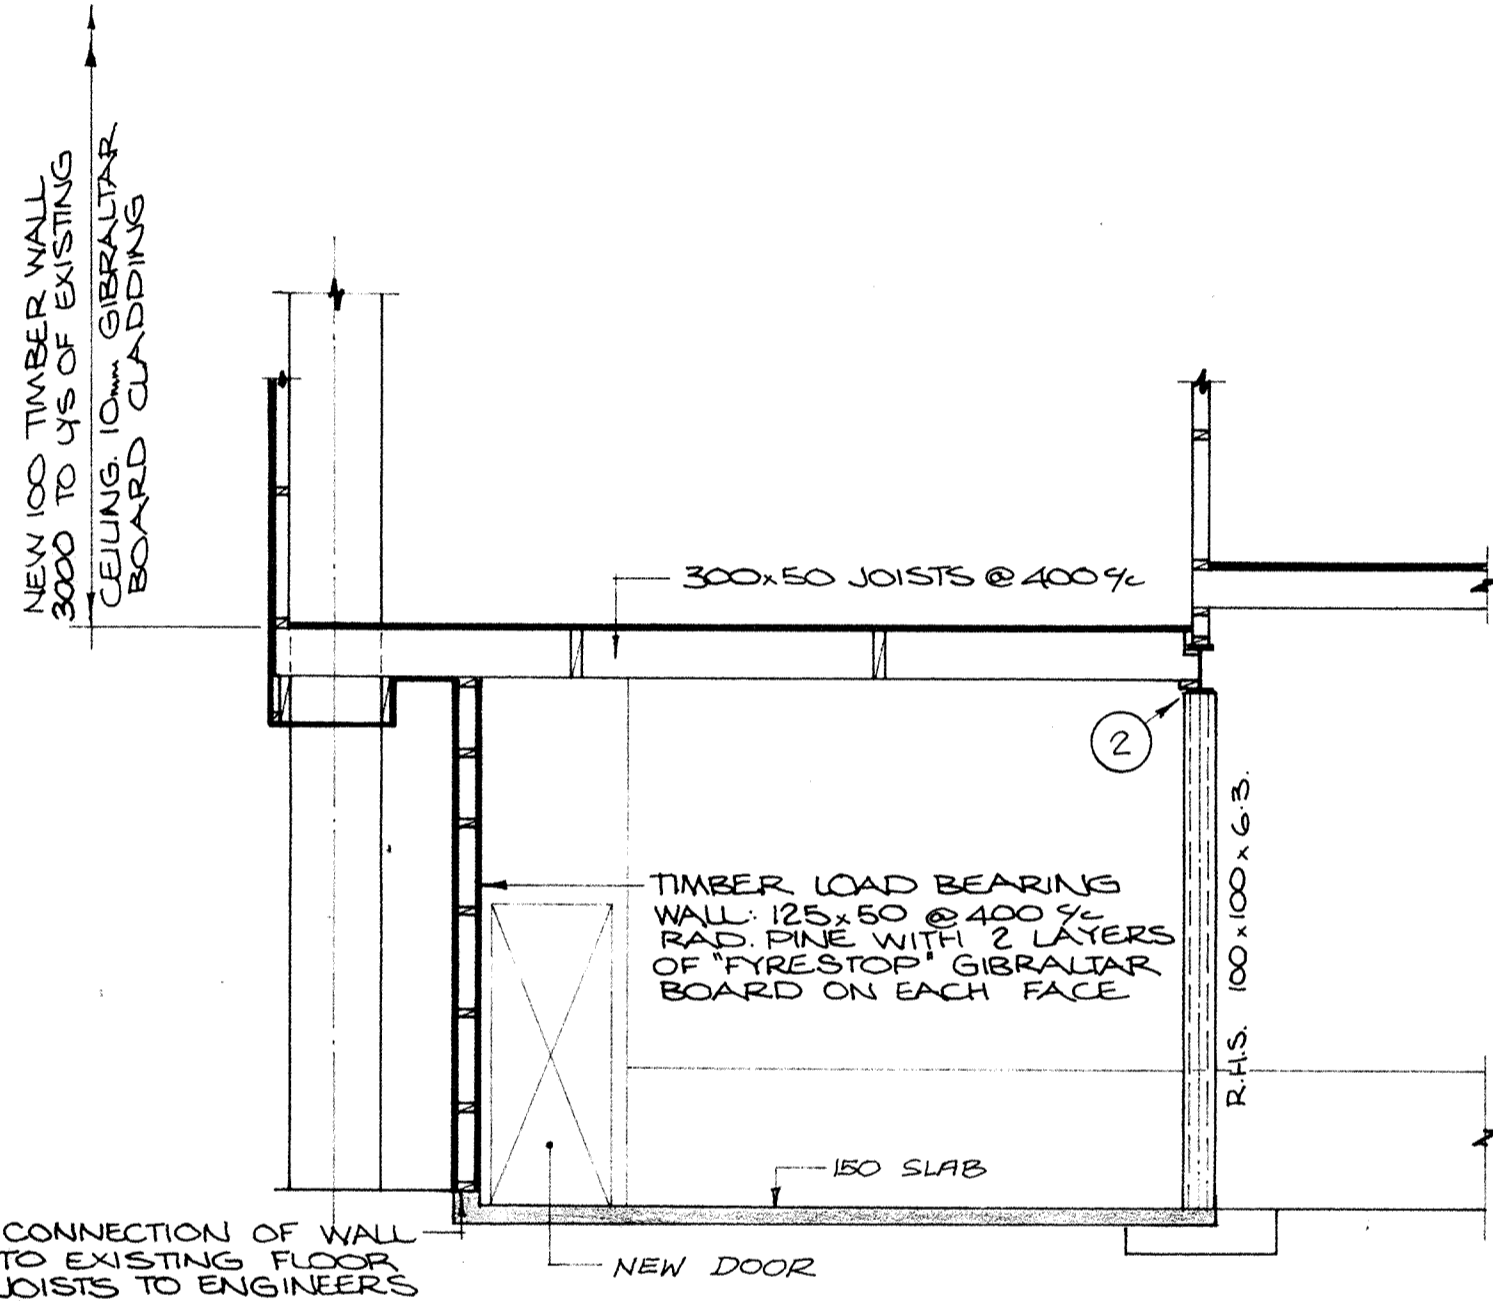 NEW 100 TIMBER WALL
3000 TO U/S OF EXISTING
CEILING. 10mm GIBRALTAR
BOARD CLADDING
300x50 JOISTS @ 400 c/c
2
TIMBER LOAD BEARING
WALL: 125x50 @ 400 c/c
RAD. PINE WITH 2 LAYERS
OF "FYRESTOP" GIBRALTAR
BOARD ON EACH FACE
R.H.S. 100x100x6.3.
150 SLAB
CONNECTION OF WALL
TO EXISTING FLOOR
JOISTS TO ENGINEERS
NEW DOOR